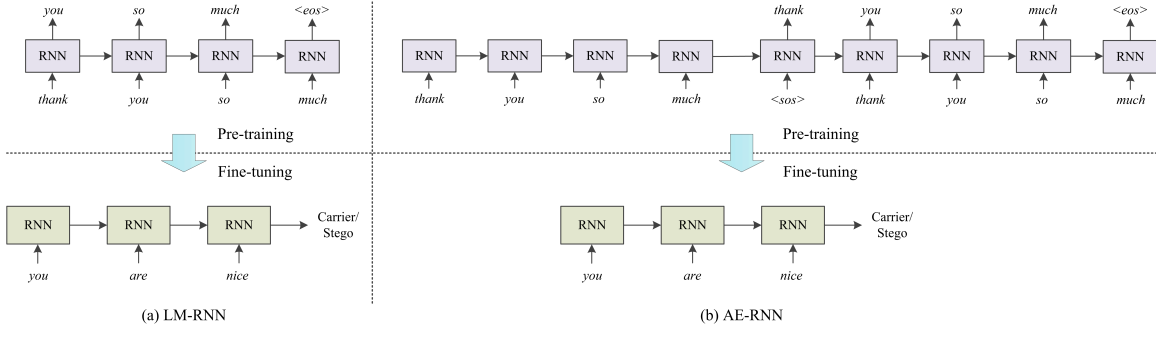 you so much <eos>
RNN RNN RNN RNN
thank you so much
Pre-training
Fine-tuning
RNN RNN RNN Carrier/
Stego
you are nice
(a) LM-RNN
thank you so much <eos>
RNN RNN RNN RNN RNN RNN RNN RNN RNN
thank you so much <sos> thank you so much
Pre-training
Fine-tuning
RNN RNN RNN Carrier/
Stego
you are nice
(b) AE-RNN